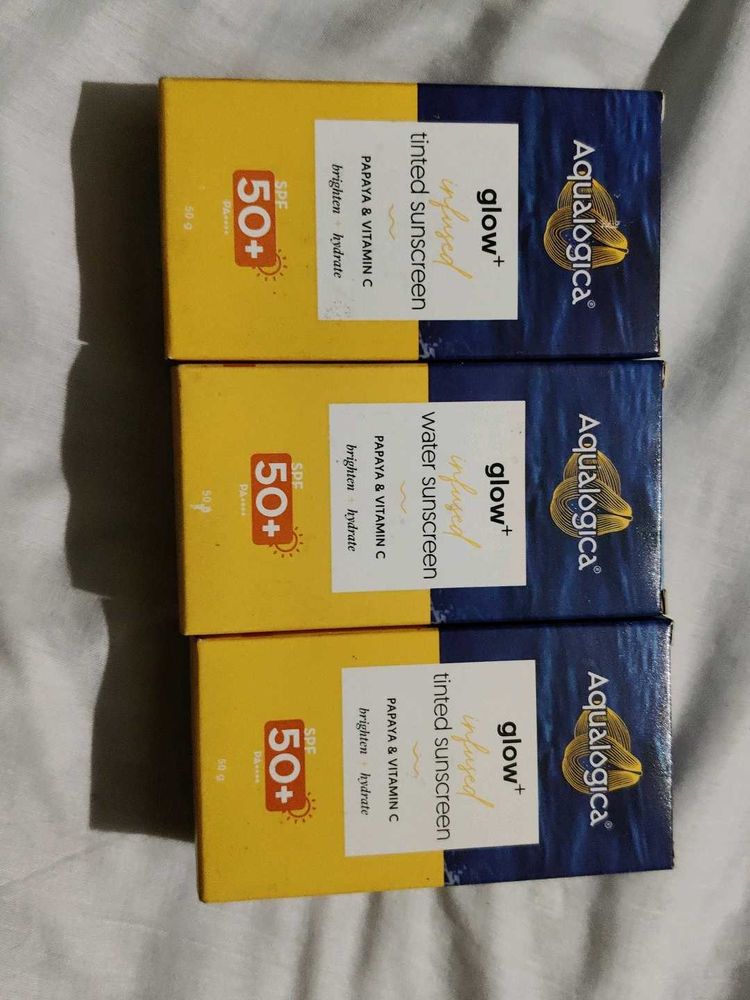 Aqualogica®
glow+
infused
tinted sunscreen
PAPAYA & VITAMIN C
brighten + hydrate
SPF
50+
PA++++
50 g
Aqualogica®
glow+
infused
water sunscreen
PAPAYA & VITAMIN C
brighten + hydrate
SPF
50+
PA++++
50 g
Aqualogica®
glow+
infused
tinted sunscreen
PAPAYA & VITAMIN C
brighten + hydrate
SPF
50+
PA++++
50 g